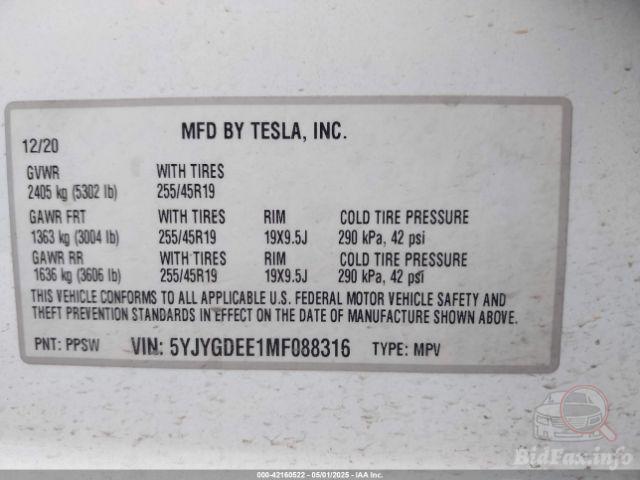 MFD BY TESLA, INC.
12/20
GVWR WITH TIRES
2405 kg (5302 lb) 255/45R19
GAWR FRT WITH TIRES RIM COLD TIRE PRESSURE
1363 kg (3004 lb) 255/45R19 19X9.5J 290 kPa, 42 psi
GAWR RR WITH TIRES RIM COLD TIRE PRESSURE
1636 kg (3606 lb) 255/45R19 19X9.5J 290 kPa, 42 psi
THIS VEHICLE CONFORMS TO ALL APPLICABLE U.S. FEDERAL MOTOR VEHICLE SAFETY AND
THEFT PREVENTION STANDARDS IN EFFECT ON THE DATE OF MANUFACTURE SHOWN ABOVE.
PNT: PPSW VIN: 5YJYGDEE1MF088316 TYPE: MPV
BidFax.info
000-42160522 - 05/01/2025 - IAAI Inc.